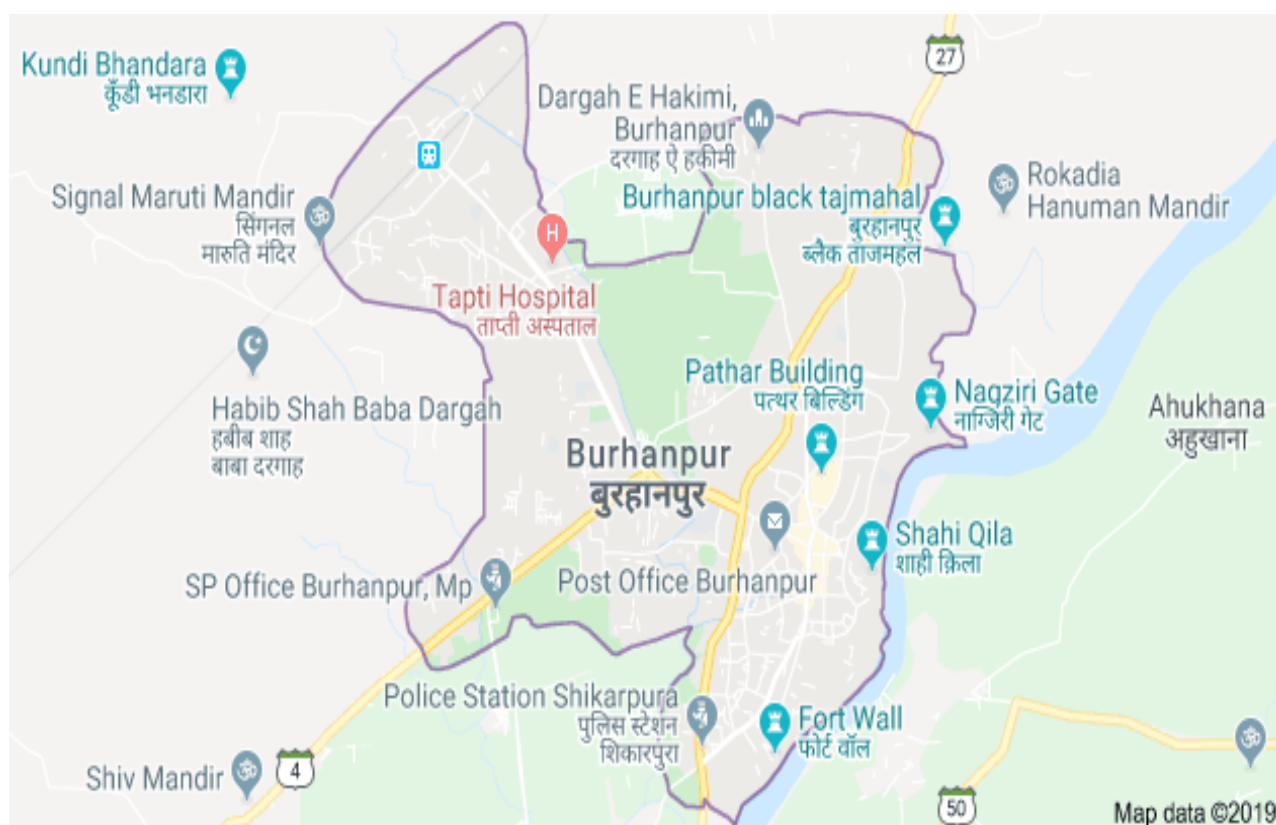 Kundi Bhandara
कूँडी भनडारा
27
Dargah E Hakimi,
Burhanpur
दरगाह ऐ हकीमी
Signal Maruti Mandir
सिगनल
मारुति मंदिर
Burhanpur black tajmahal
बुरहानपुर
ब्लैक ताजमहल
Rokadia
Hanuman Mandir
H
Tapti Hospital
ताप्ती अस्पताल
Habib Shah Baba Dargah
हबीब शाह
बाबा दरगाह
Pathar Building
पत्थर बिल्डिंग
Nagziri Gate
नाग्जिरी गेट
Ahukhana
अहुखाना
Burhanpur
बुरहानपुर
Shahi Qila
शाही क़िला
SP Office Burhanpur, Mp
Post Office Burhanpur
Police Station Shikarpura
पुलिस स्टेशन
शिकारपुरा
Fort Wall
फोर्ट वॉल
Shiv Mandir
4
50
Map data ©2019